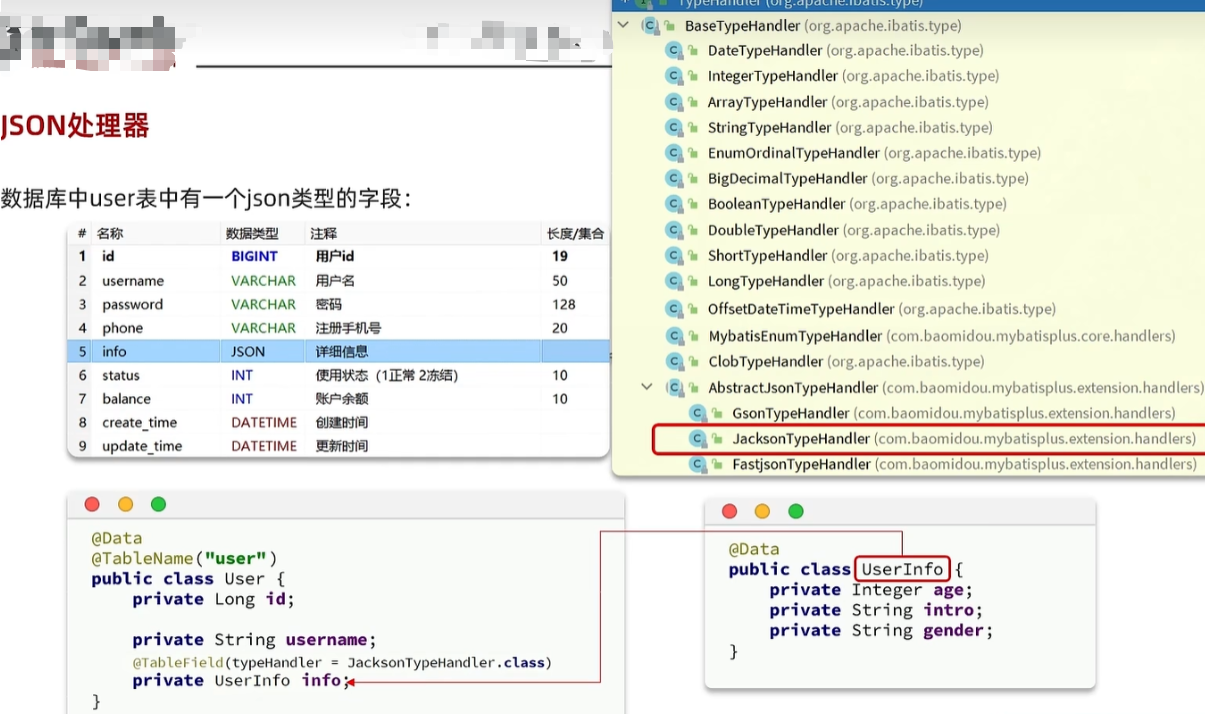 TypeHandler (org.apache.ibatis.type)
BaseTypeHandler (org.apache.ibatis.type)
DateTypeHandler (org.apache.ibatis.type)
IntegerTypeHandler (org.apache.ibatis.type)
ArrayTypeHandler (org.apache.ibatis.type)
StringTypeHandler (org.apache.ibatis.type)
EnumOrdinalTypeHandler (org.apache.ibatis.type)
BigDecimalTypeHandler (org.apache.ibatis.type)
BooleanTypeHandler (org.apache.ibatis.type)
DoubleTypeHandler (org.apache.ibatis.type)
ShortTypeHandler (org.apache.ibatis.type)
LongTypeHandler (org.apache.ibatis.type)
OffsetDateTimeTypeHandler (org.apache.ibatis.type)
MybatisEnumTypeHandler (com.baomidou.mybatisplus.core.handlers)
ClobTypeHandler (org.apache.ibatis.type)
AbstractJsonTypeHandler (com.baomidou.mybatisplus.extension.handlers)
GsonTypeHandler (com.baomidou.mybatisplus.extension.handlers)
JacksonTypeHandler (com.baomidou.mybatisplus.extension.handlers)
FastjsonTypeHandler (com.baomidou.mybatisplus.extension.handlers)
JSON处理器
数据库中user表中有一个json类型的字段：
# 名称 数据类型 注释 长度/集合
1 id BIGINT 用户id 19
2 username VARCHAR 用户名 50
3 password VARCHAR 密码 128
4 phone VARCHAR 注册手机号 20
5 info JSON 详细信息
6 status INT 使用状态（1正常 2冻结） 10
7 balance INT 账户余额 10
8 create_time DATETIME 创建时间
9 update_time DATETIME 更新时间
@Data
@TableName("user")
public class User {
private Long id;
private String username;
@TableField(typeHandler = JacksonTypeHandler.class)
private UserInfo info;
}
@Data
public class UserInfo {
private Integer age;
private String intro;
private String gender;
}